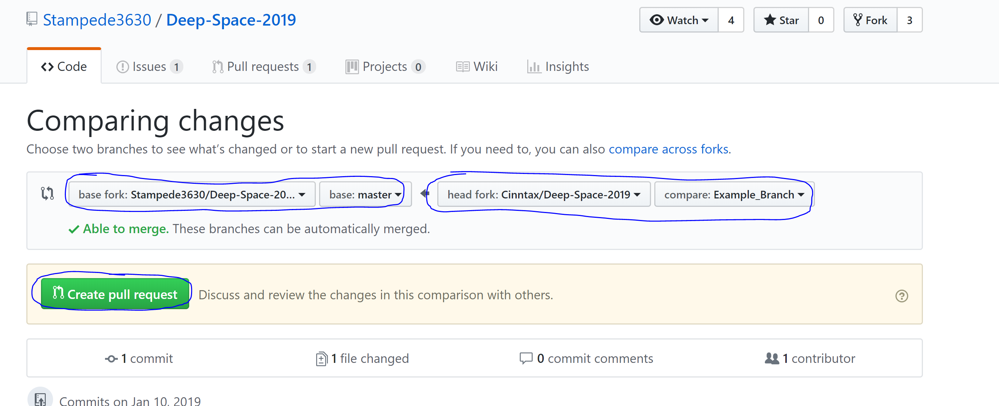 Stampede3630 / Deep-Space-2019
Watch 4 Star 0 Fork 3
Code Issues 1 Pull requests 1 Projects 0 Wiki Insights
Comparing changes
Choose two branches to see what’s changed or to start a new pull request. If you need to, you can also compare across forks.
base fork: Stampede3630/Deep-Space-20... base: master head fork: Cinntax/Deep-Space-2019 compare: Example_Branch
Able to merge. These branches can be automatically merged.
Create pull request Discuss and review the changes in this comparison with others.
1 commit 1 file changed 0 commit comments 1 contributor
Commits on Jan 10, 2019